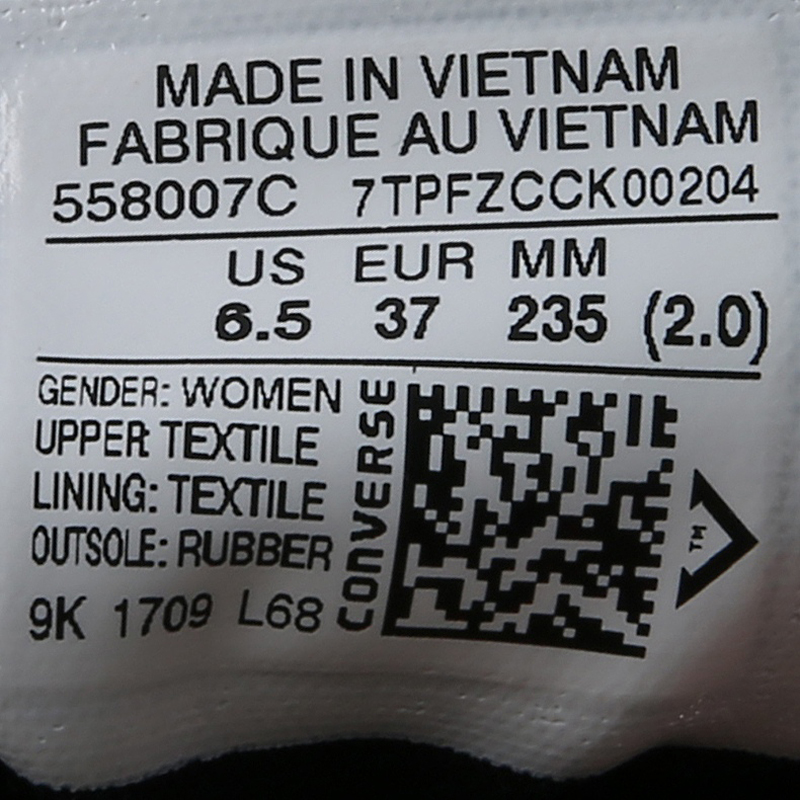 MADE IN VIETNAM
FABRIQUE AU VIETNAM
558007C 7TPFZCCK00204
US EUR MM
6.5 37 235 (2.0)
GENDER: WOMEN
UPPER: TEXTILE
LINING: TEXTILE
OUTSOLE: RUBBER
9K 1709 L68
CONVERSE
TM